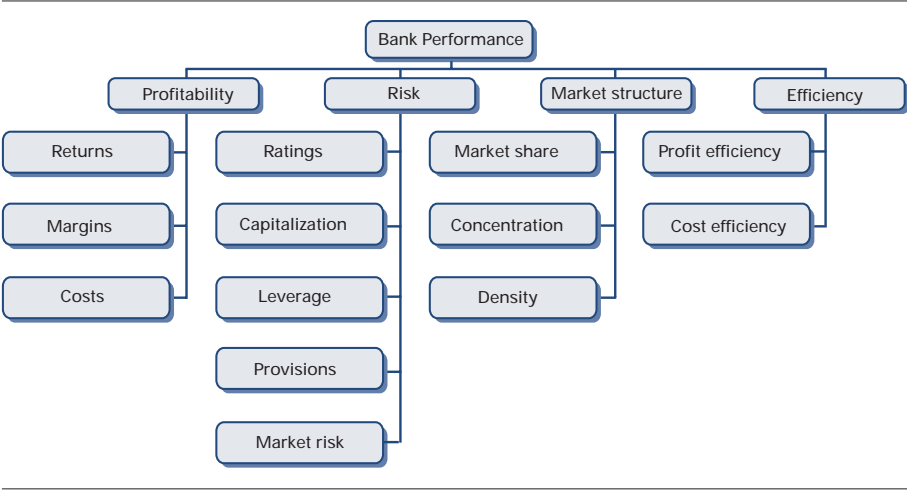 Bank Performance
Profitability
Risk
Market structure
Efficiency
Returns
Ratings
Market share
Profit efficiency
Margins
Capitalization
Concentration
Cost efficiency
Costs
Leverage
Density
Provisions
Market risk